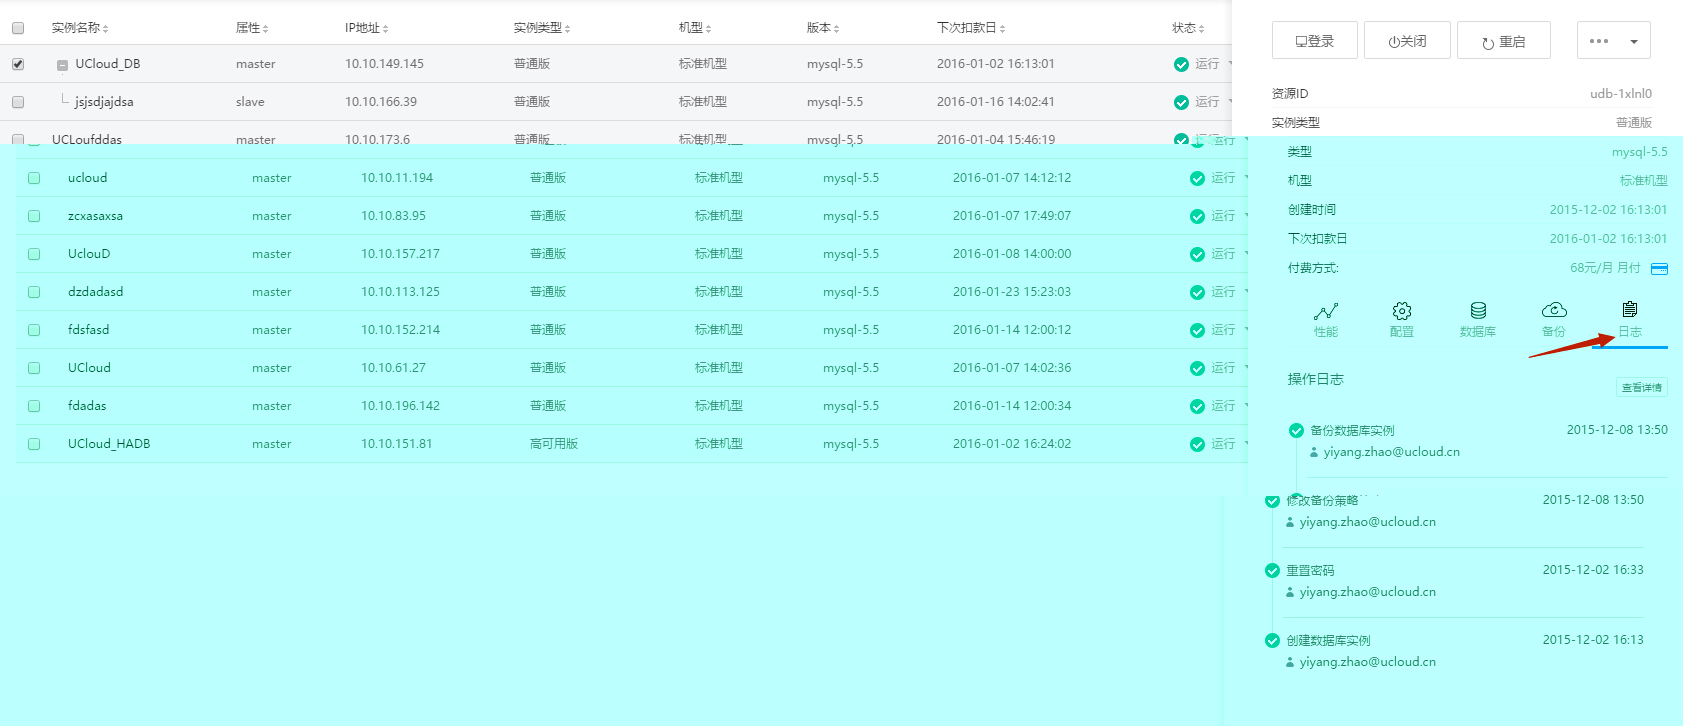 实例名称 属性 IP地址 实例类型 机型 版本 下次扣款日 状态
UCloud_DB master 10.10.149.145 普通版 标准机型 mysql-5.5 2016-01-02 16:13:01 运行
jsjsdjajdsa slave 10.10.166.39 普通版 标准机型 mysql-5.5 2016-01-16 14:02:41 运行
UCLoufddas master 10.10.173.6 普通版 标准机型 mysql-5.5 2016-01-04 15:46:19 运行
ucloud master 10.10.11.194 普通版 标准机型 mysql-5.5 2016-01-07 14:12:12 运行
zcxasaxsa master 10.10.83.95 普通版 标准机型 mysql-5.5 2016-01-07 17:49:07 运行
UclouD master 10.10.157.217 普通版 标准机型 mysql-5.5 2016-01-08 14:00:00 运行
dzdadasd master 10.10.113.125 普通版 标准机型 mysql-5.5 2016-01-23 15:23:03 运行
fdsfasd master 10.10.152.214 普通版 标准机型 mysql-5.5 2016-01-14 12:00:12 运行
UCloud master 10.10.61.27 普通版 标准机型 mysql-5.5 2016-01-07 14:02:36 运行
fdadas master 10.10.196.142 普通版 标准机型 mysql-5.5 2016-01-14 12:00:34 运行
UCloud_HADB master 10.10.151.81 高可用版 标准机型 mysql-5.5 2016-01-02 16:24:02 运行
登录 关闭 重启 •••
资源ID udb-1xlnl0
实例类型 普通版
类型 mysql-5.5
机型 标准机型
创建时间 2015-12-02 16:13:01
下次扣款日 2016-01-02 16:13:01
付费方式: 68元/月 月付
性能 配置 数据库 备份 日志
操作日志 查看详情
备份数据库实例 2015-12-08 13:50
yiyang.zhao@ucloud.cn
修改备份策略 2015-12-08 13:50
yiyang.zhao@ucloud.cn
重置密码 2015-12-02 16:33
yiyang.zhao@ucloud.cn
创建数据库实例 2015-12-02 16:13
yiyang.zhao@ucloud.cn